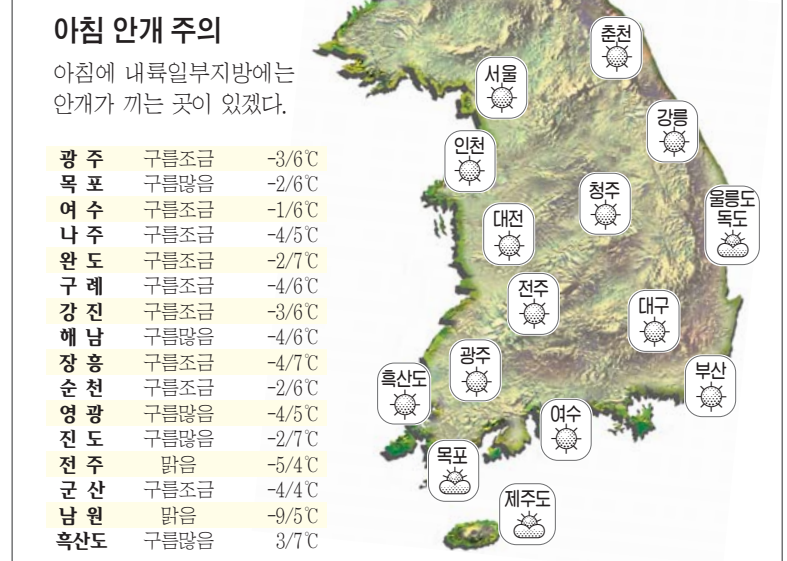 아침 안개 주의
아침에 내륙일부지방에는
안개가 끼는 곳이 있겠다.
광 주 구름조금 -3/6℃
목 포 구름많음 -2/6℃
여 수 구름조금 -1/6℃
나 주 구름조금 -4/5℃
완 도 구름조금 -2/7℃
구 례 구름조금 -4/6℃
강 진 구름조금 -3/6℃
해 남 구름많음 -4/6℃
장 흥 구름조금 -4/7℃
순 천 구름조금 -2/6℃
영 광 구름많음 -4/5℃
진 도 구름많음 -2/7℃
전 주 맑음 -5/4℃
군 산 구름조금 -4/4℃
남 원 맑음 -9/5℃
흑산도 구름많음 3/7℃
춘천
서울
강릉
인천
청주
울릉도
독도
대전
전주
대구
광주
부산
흑산도
여수
목포
제주도